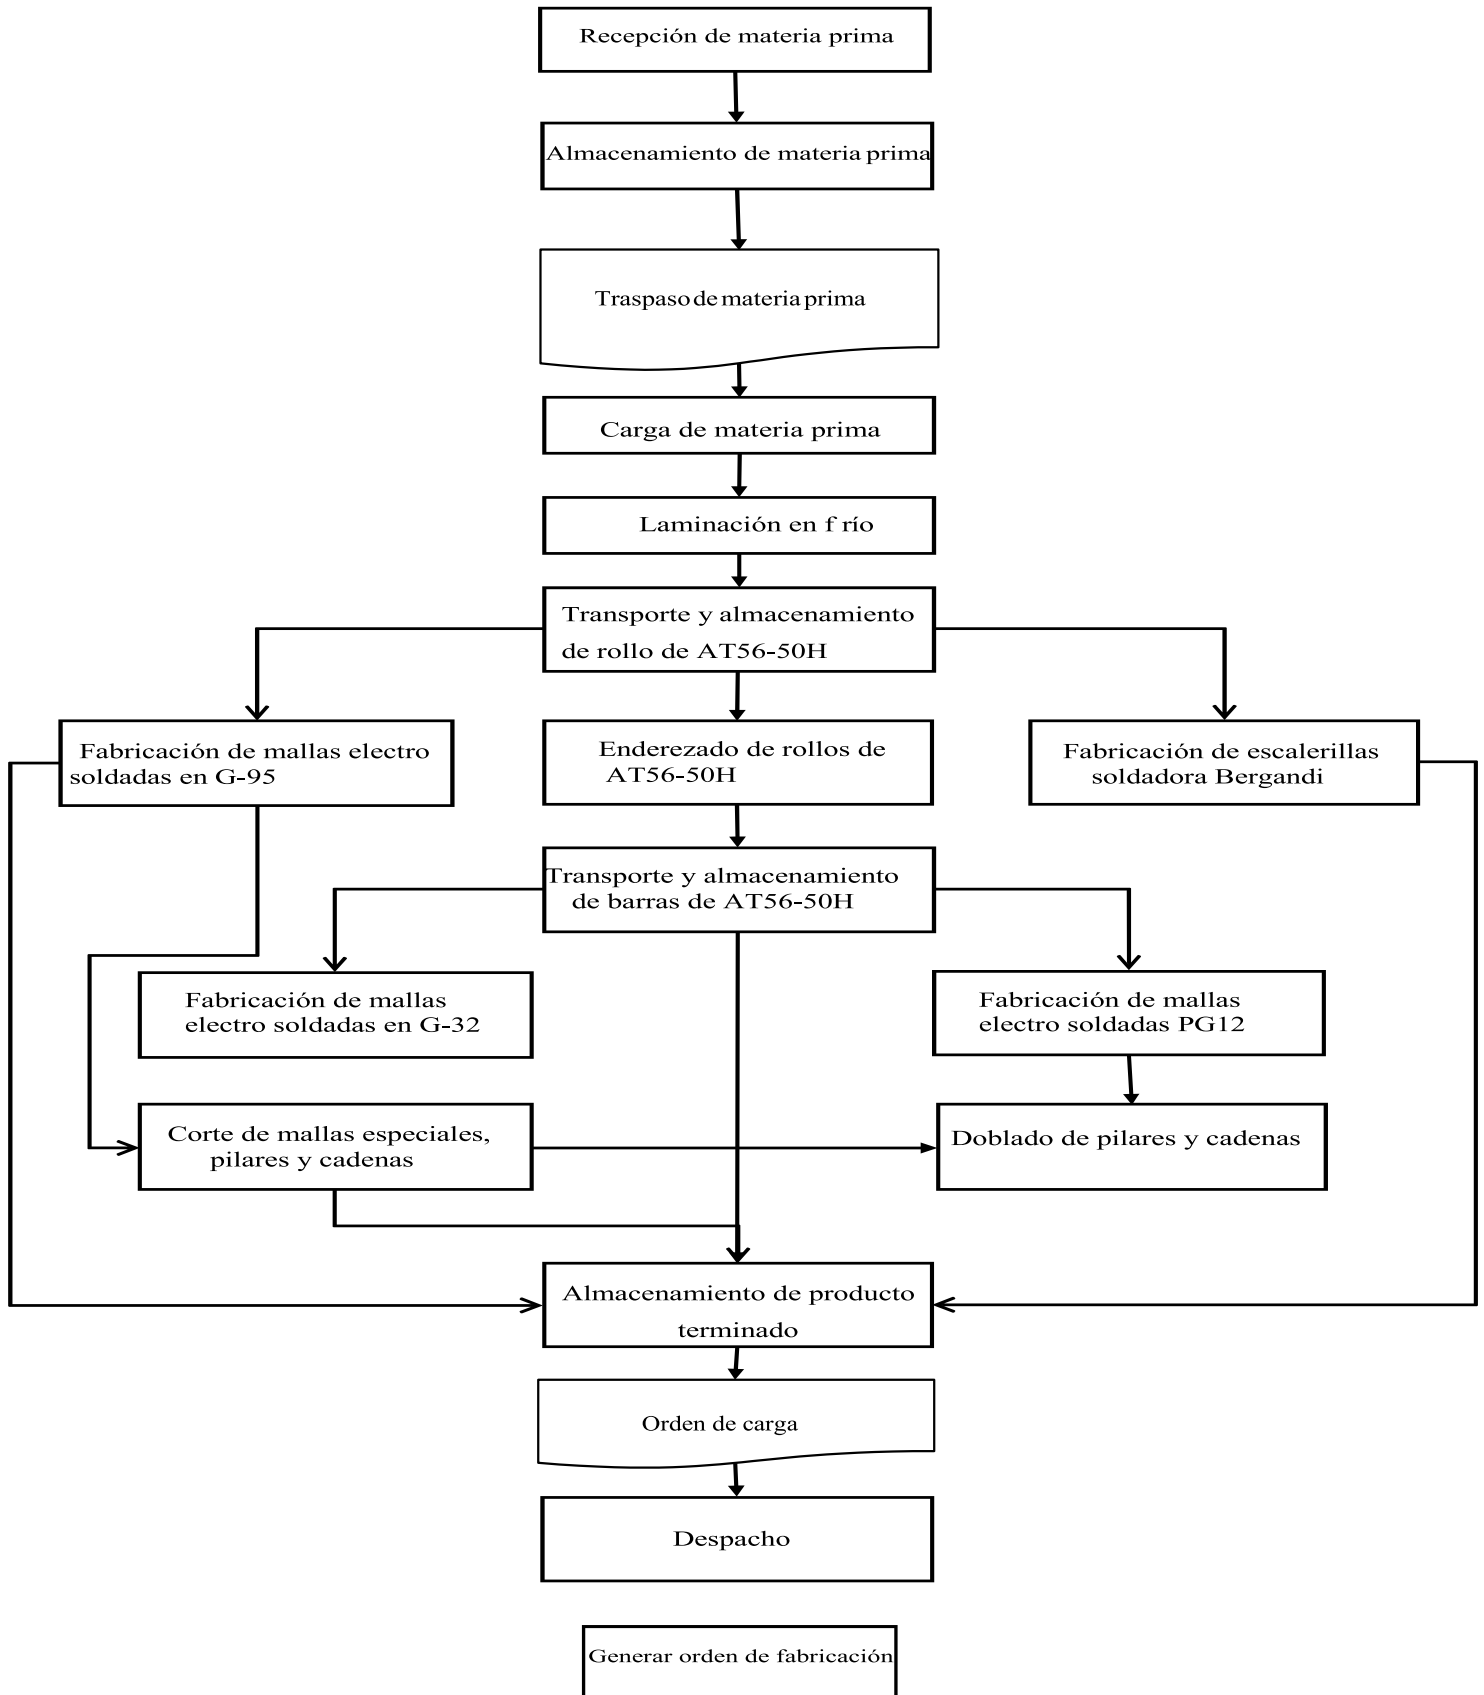 Recepción de materia prima
Almacenamiento de materia prima
Traspaso de materia prima
Carga de materia prima
Laminación en f río
Transporte y almacenamiento
de rollo de AT56-50H
Fabricación de mallas electro
soldadas en G-95
Enderezado de rollos de
AT56-50H
Fabricación de escalerillas
soldadora Bergandi
Transporte y almacenamiento
de barras de AT56-50H
Fabricación de mallas
electro soldadas en G-32
Fabricación de mallas
electro soldadas PG12
Corte de mallas especiales,
pilares y cadenas
Doblado de pilares y cadenas
Almacenamiento de producto
terminado
Orden de carga
Despacho
Generar orden de fabricación